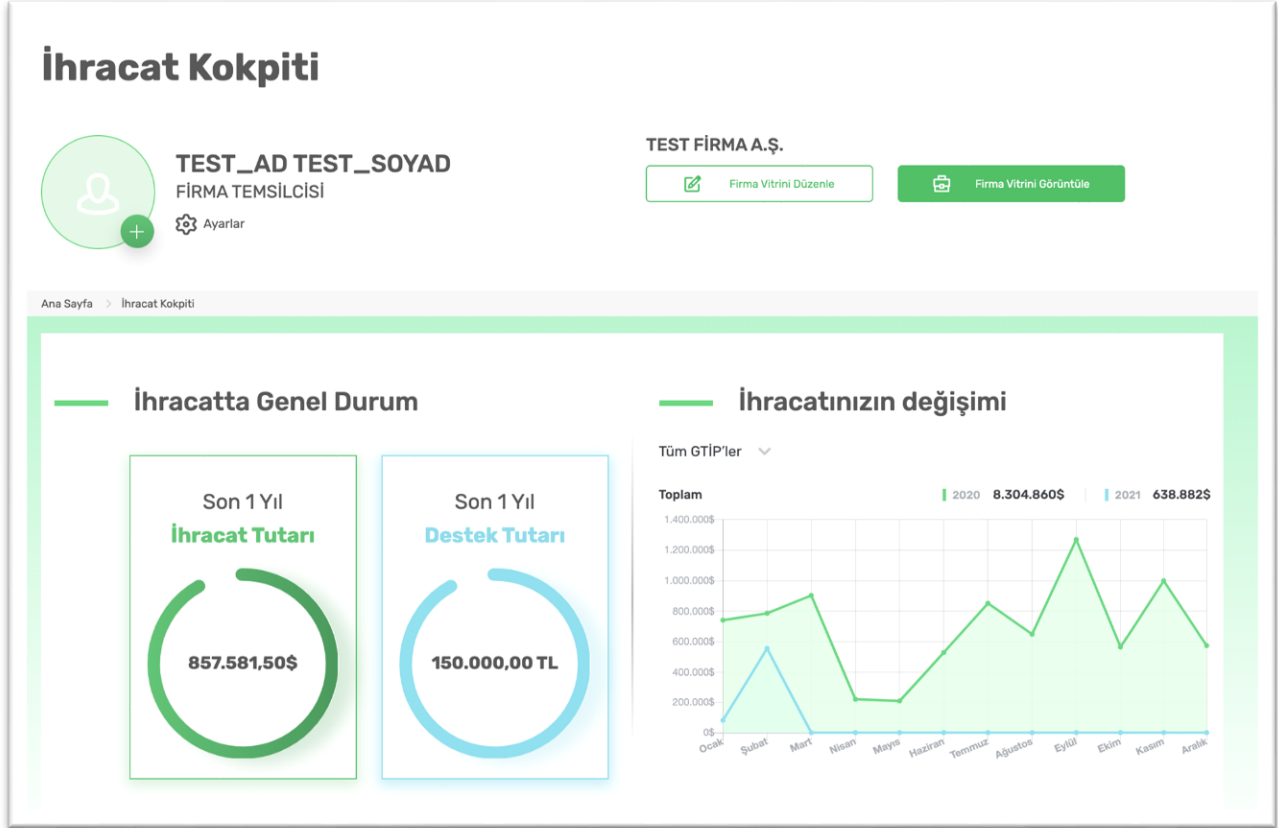 İhracat Kokpiti
TEST_AD TEST_SOYAD
FİRMA TEMSİLCİSİ
Ayarlar
TEST FİRMA A.Ş.
Firma Vitrini Düzenle
Firma Vitrini Görüntüle
Ana Sayfa > İhracat Kokpiti
İhracatta Genel Durum
Son 1 Yıl
İhracat Tutarı
857.581,50$
Son 1 Yıl
Destek Tutarı
150.000,00 TL
İhracatınızın değişimi
Tüm GTİP'ler
Toplam
2020 8.304.860$
2021 638.882$
1.400.000$
1.200.000$
1.000.000$
800.000$
600.000$
400.000$
200.000$
0$
Ocak Şubat Mart Nisan Mayıs Haziran Temmuz Ağustos Eylül Ekim Kasım Aralık